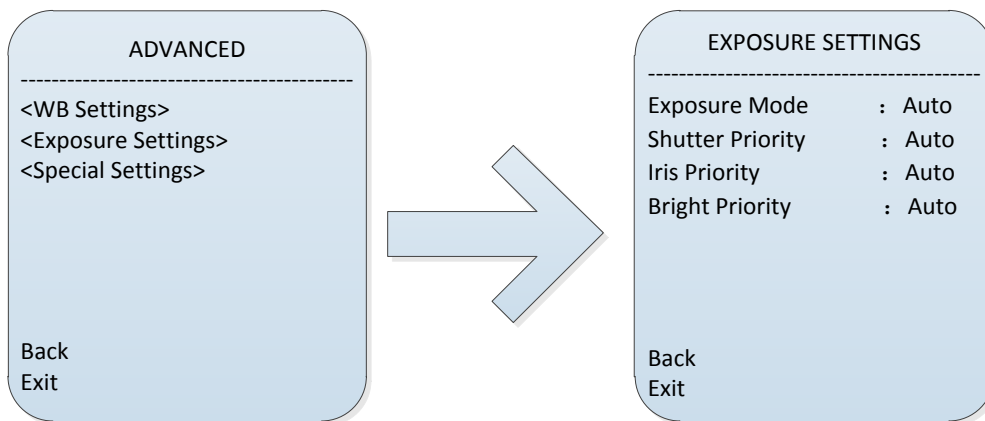 ADVANCED
------------------------------------------
<WB Settings>
<Exposure Settings>
<Special Settings>
Back
Exit
EXPOSURE SETTINGS
------------------------------------------
Exposure Mode ： Auto
Shutter Priority ： Auto
Iris Priority ： Auto
Bright Priority ： Auto
Back
Exit